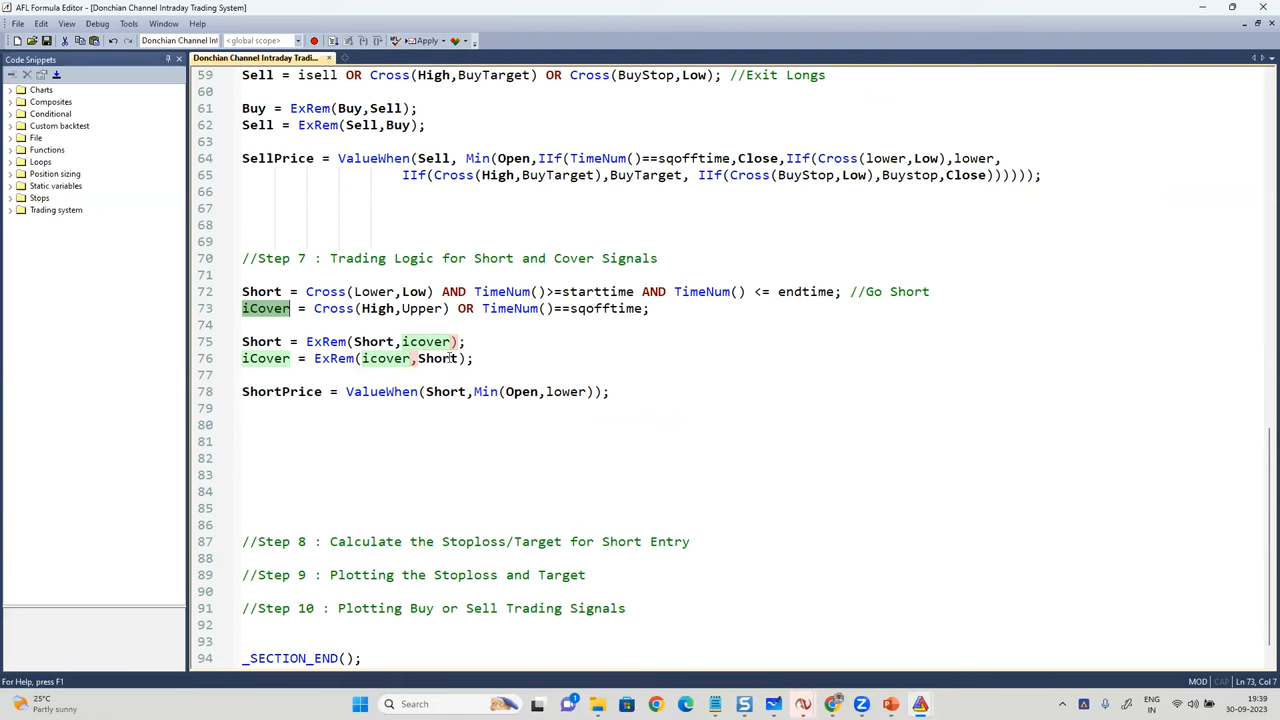 AFL Formula Editor - [Donchian Channel Intraday Trading System]
File Edit View Debug Tools Window Help
Donchian Channel Int <global scope> Apply
Code Snippets
Charts
Composites
Conditional
Custom backtest
File
Functions
Loops
Position sizing
Static variables
Stops
Trading system
Donchian Channel Intraday Tradi...
59 Sell = isell OR Cross(High,BuyTarget) OR Cross(BuyStop,Low); //Exit Longs
60
61 Buy = ExRem(Buy,Sell);
62 Sell = ExRem(Sell,Buy);
63
64 SellPrice = ValueWhen(Sell, Min(Open,IIf(TimeNum()==sqofftime,Close,IIf(Cross(lower,Low),lower,
65 IIf(Cross(High,BuyTarget),BuyTarget, IIf(Cross(BuyStop,Low),Buystop,Close))))));
66
67
68
69
70 //Step 7 : Trading Logic for Short and Cover Signals
71
72 Short = Cross(Lower,Low) AND TimeNum()>=starttime AND TimeNum() <= endtime; //Go Short
73 iCover = Cross(High,Upper) OR TimeNum()==sqofftime;
74
75 Short = ExRem(Short,icover);
76 iCover = ExRem(icover,Short);
77
78 ShortPrice = ValueWhen(Short,Min(Open,lower));
79
80
81
82
83
84
85
86
87 //Step 8 : Calculate the Stoploss/Target for Short Entry
88
89 //Step 9 : Plotting the Stoploss and Target
90
91 //Step 10 : Plotting Buy or Sell Trading Signals
92
93
94 _SECTION_END();
For Help, press F1
MOD CAP Ln 73, Col 7
25°C
Partly sunny
Search
1
ENG
IN
19:39
30-09-2023